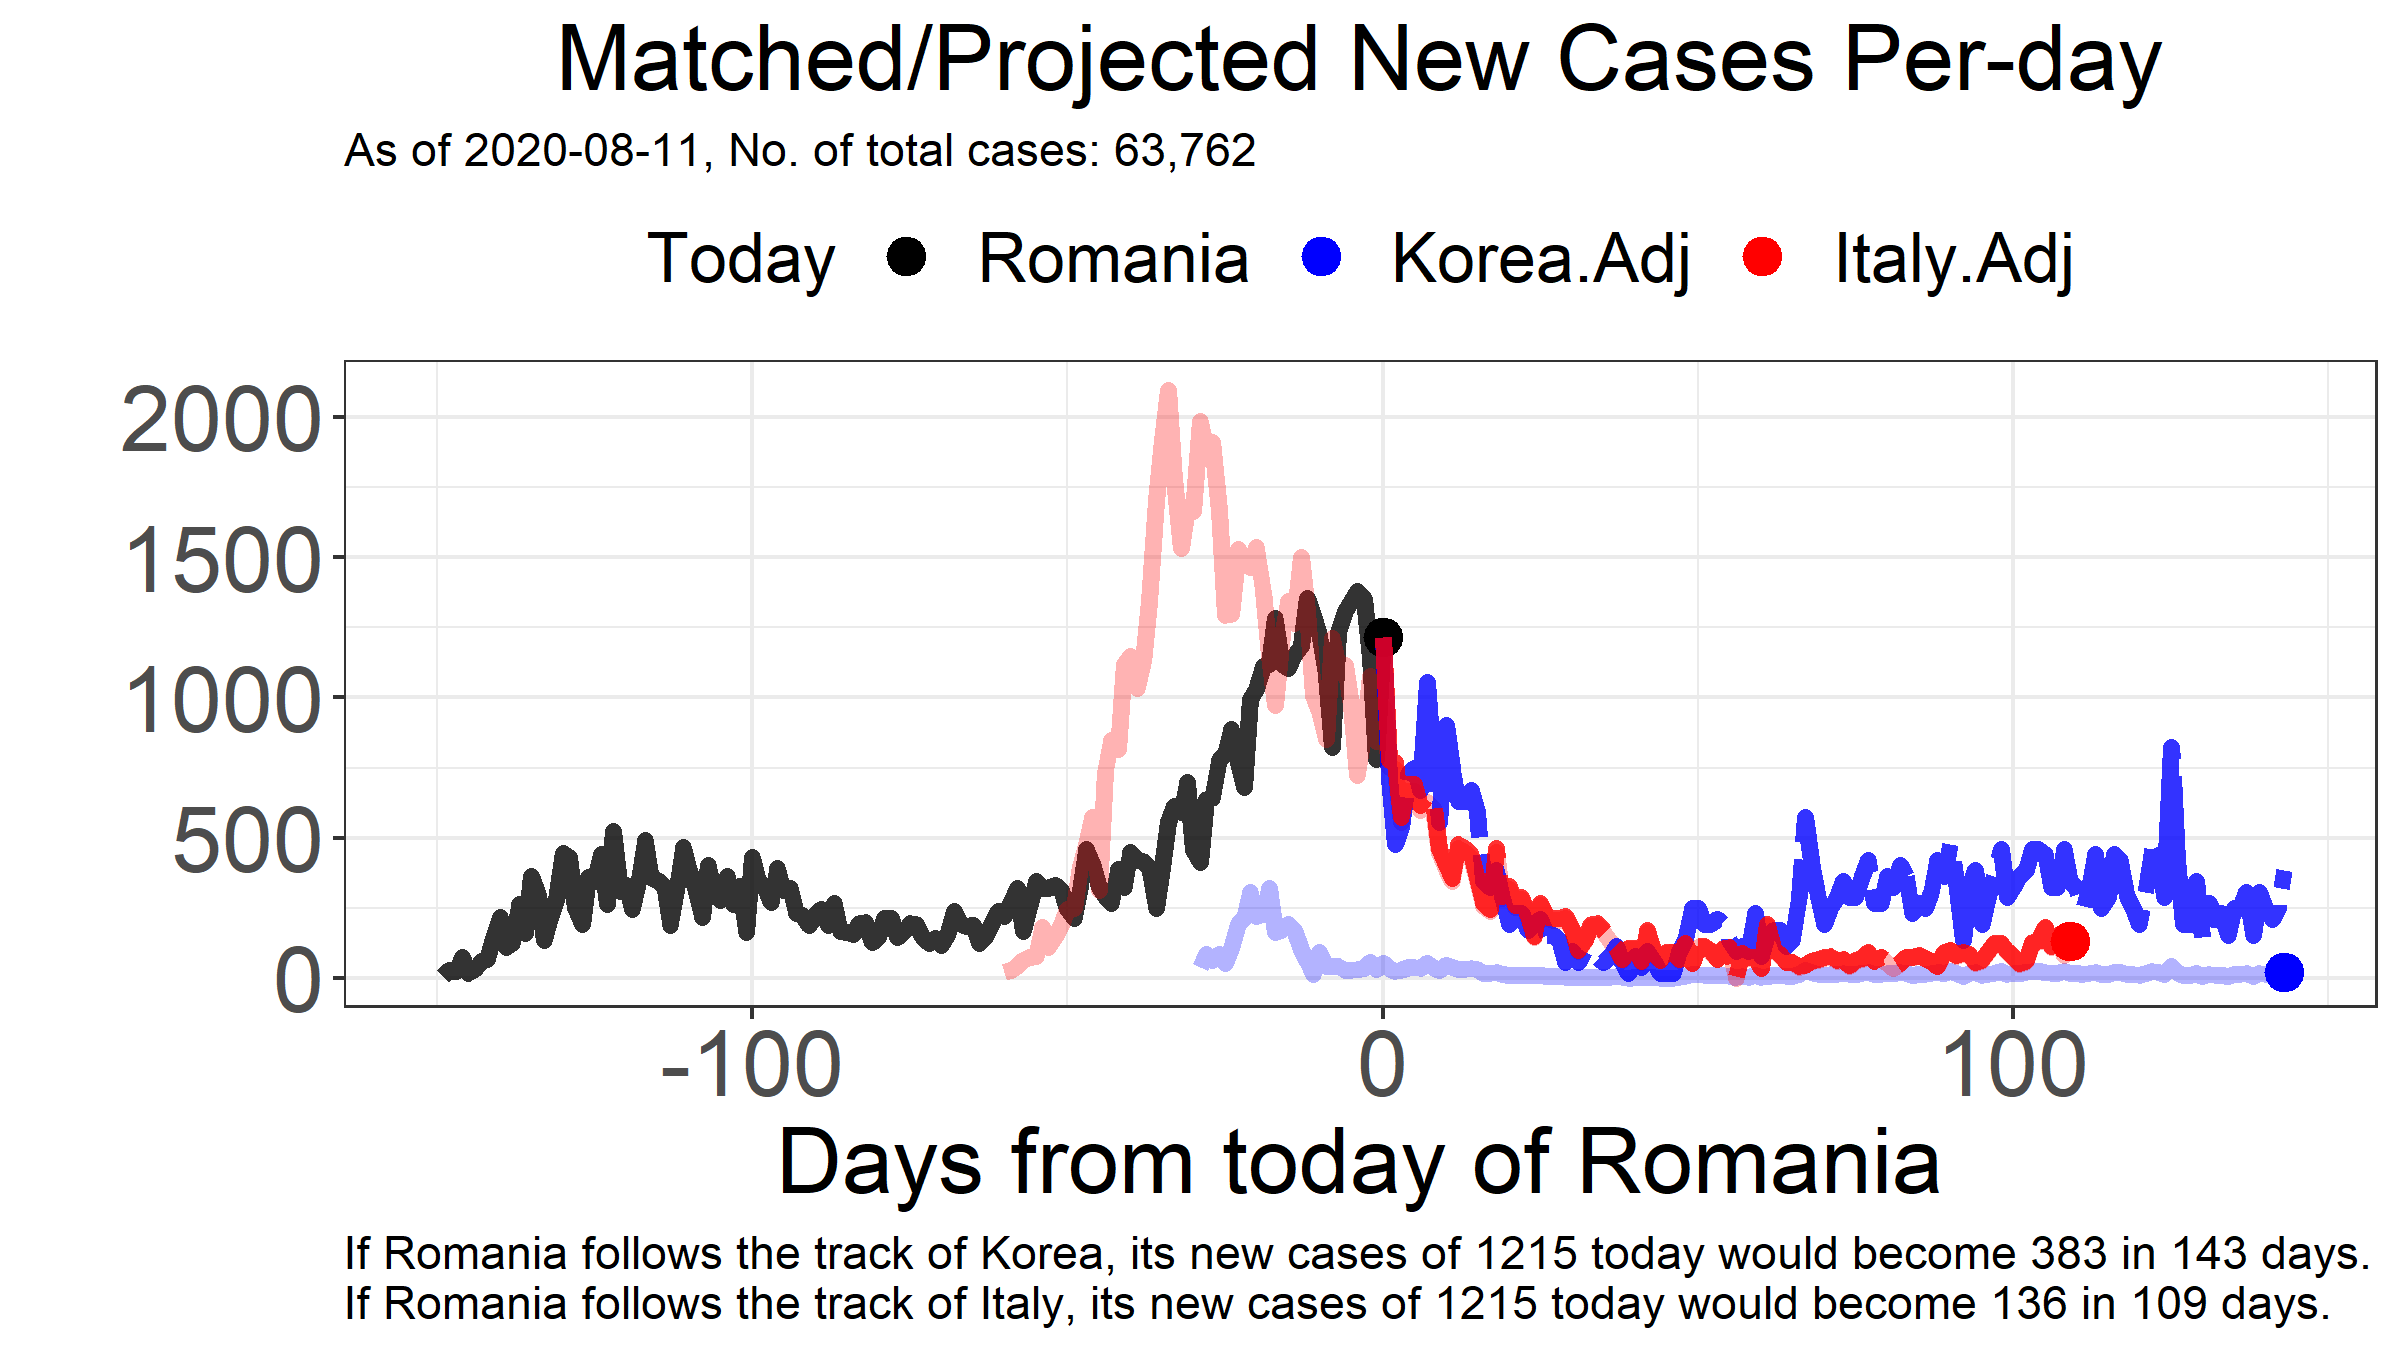 Matched/Projected New Cases Per-day
As of 2020-08-11, No. of total cases: 63,762
Today Romania Korea.Adj Italy.Adj
2000
1500
1000
500
0
-100 0 100
Days from today of Romania
If Romania follows the track of Korea, its new cases of 1215 today would become 383 in 143 days.
If Romania follows the track of Italy, its new cases of 1215 today would become 136 in 109 days.